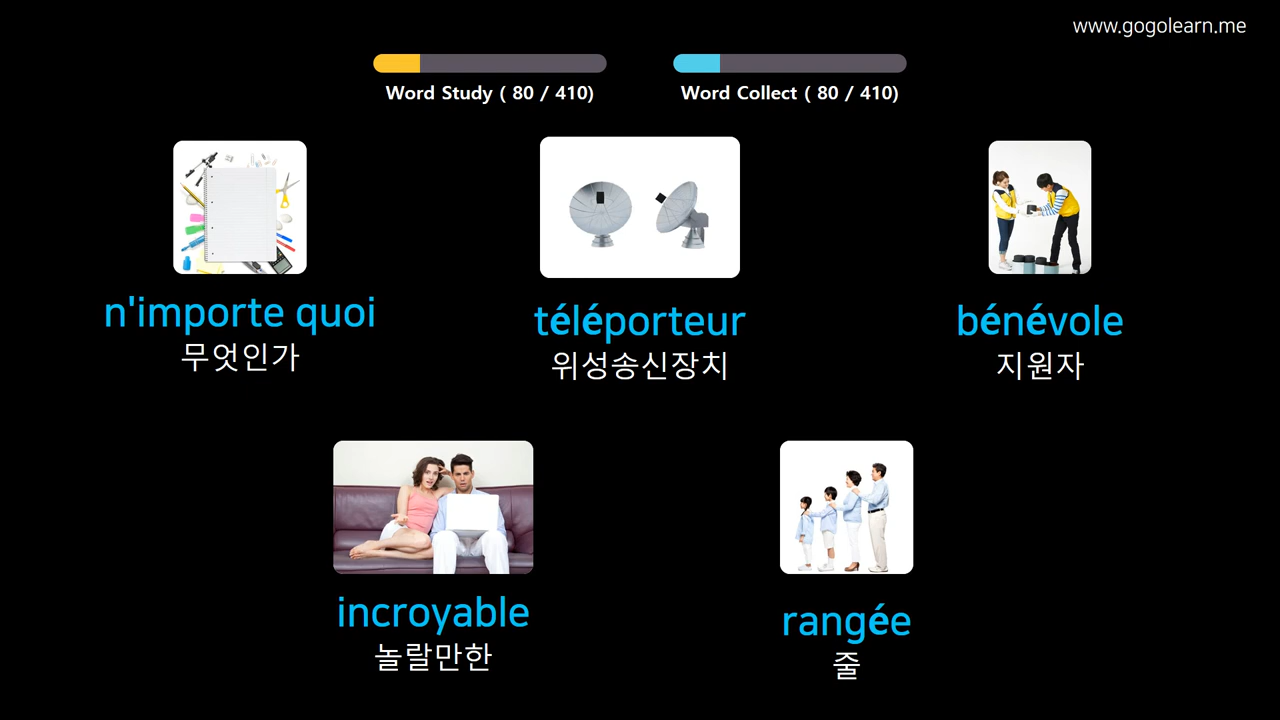 www.gogolearn.me
Word Study ( 80 / 410)
Word Collect ( 80 / 410)
n'importe quoi
무엇인가
téléporteur
위성송신장치
bénévole
지원자
incroyable
놀랄만한
rangée
줄